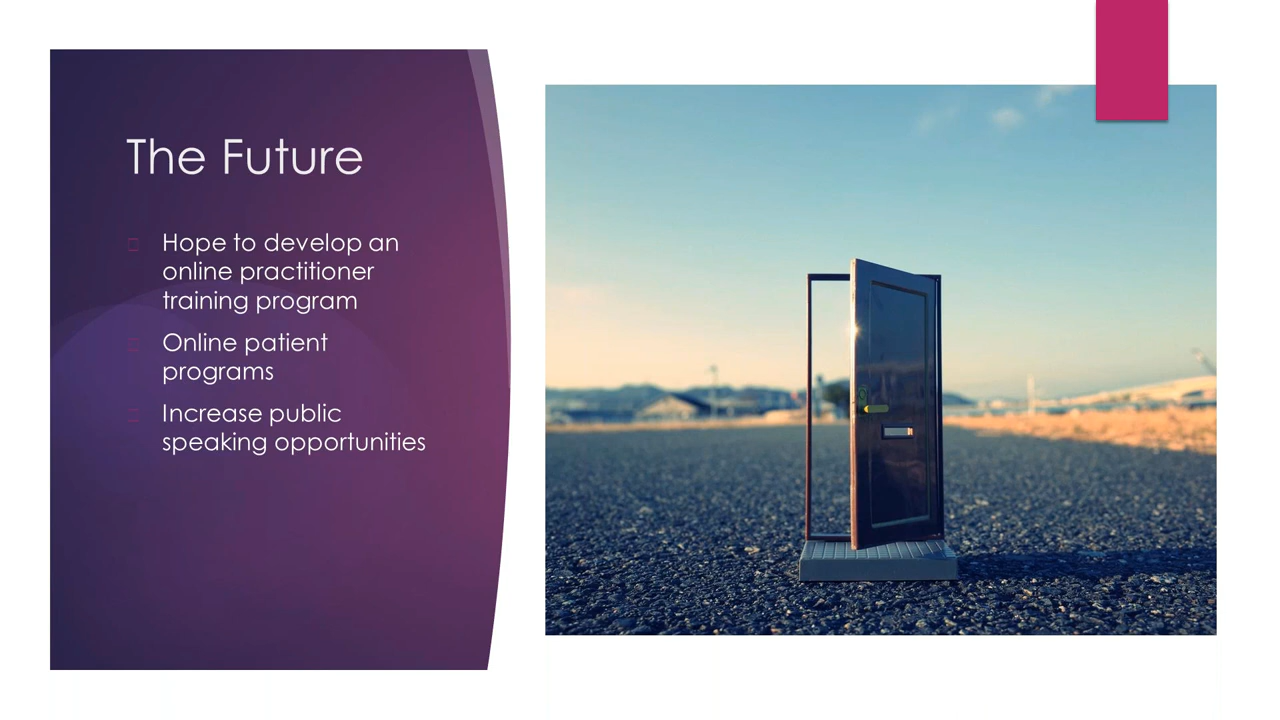 The Future
Hope to develop an
online practitioner
training program
Online patient
programs
Increase public
speaking opportunities